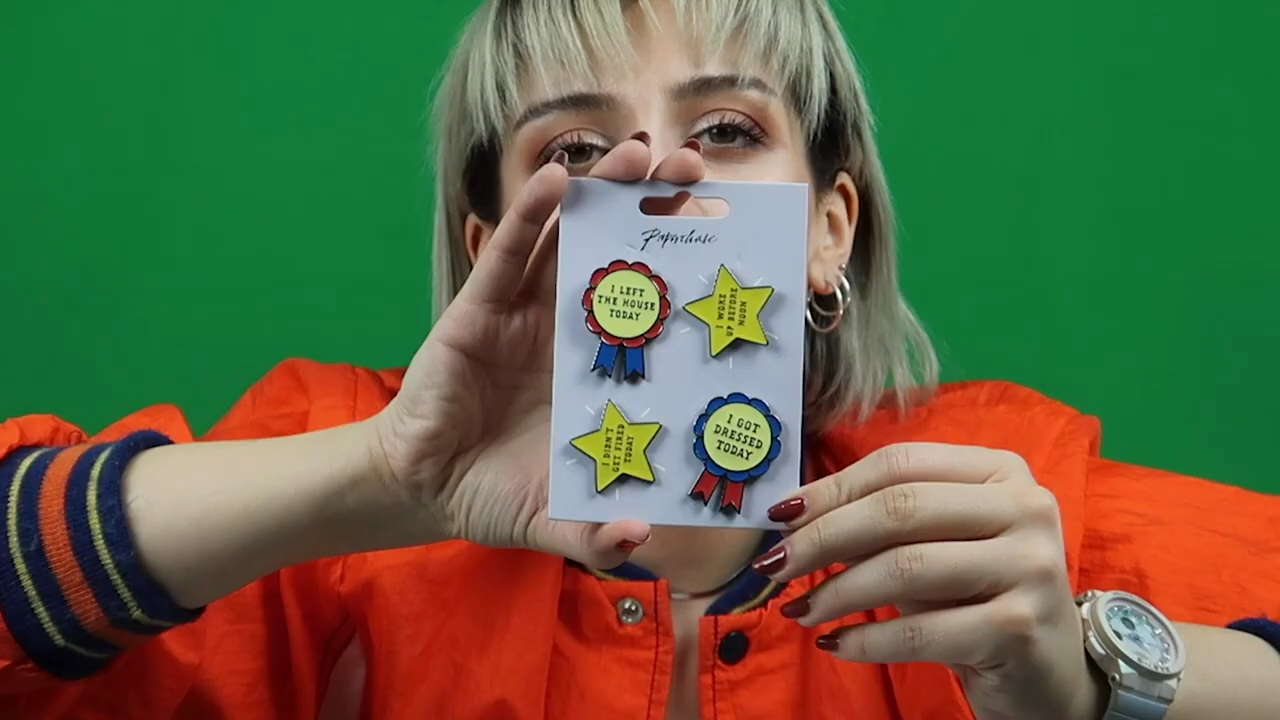 Paperchase
I LEFT
THE HOUSE
TODAY
I WOKE
UP BEFORE
NOON
I DIDN'T
GET FIRED
TODAY
I GOT
DRESSED
TODAY